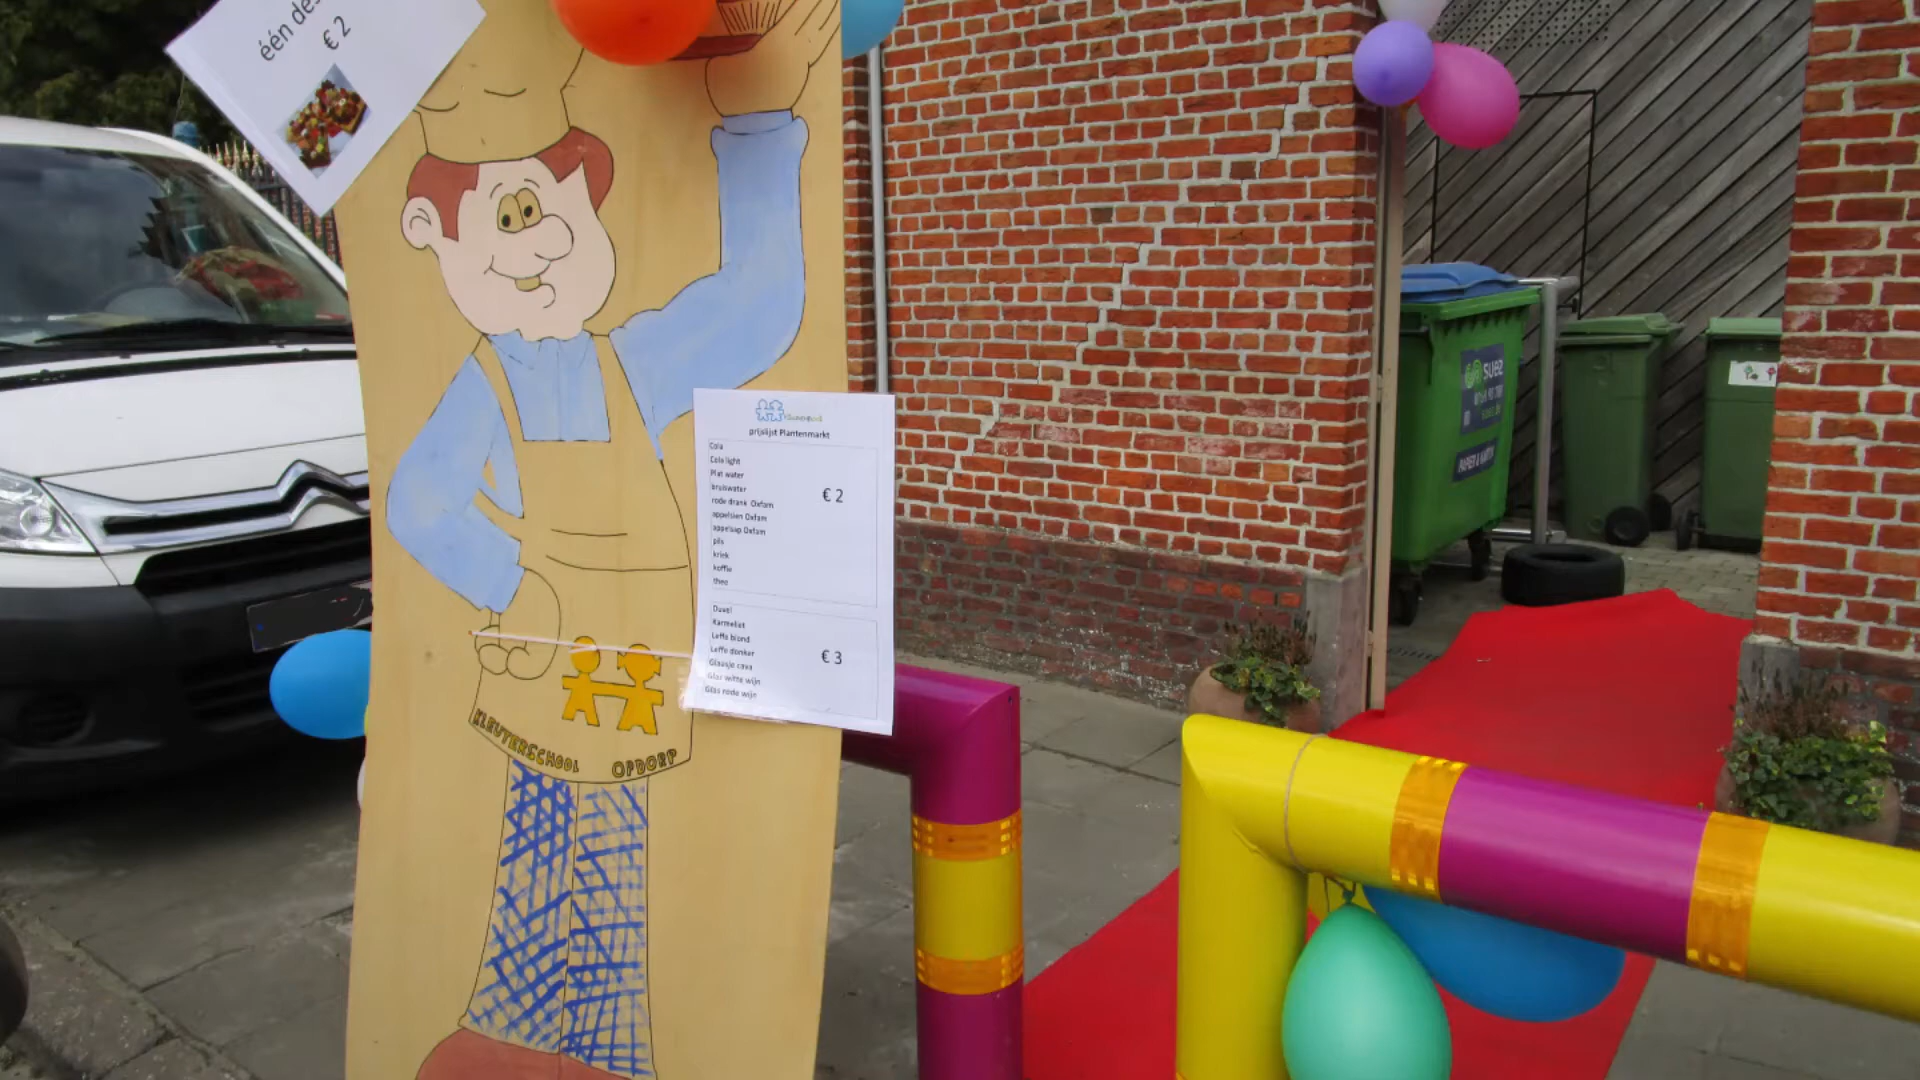 één
€ 2
prijslijst Plantenmarkt
Cola
Cola light
Plat water
bruiswater
rode drank Oxfam
appelsien Oxfam
appelsap Oxfam
pils
kriek
koffie
thee
€ 2
Duvel
Karmeliet
Leffe blond
Leffe donker
Glaasje cava
Glas witte wijn
Glas rode wijn
€ 3
KLEUTERSCHOOL OPDORP
suez